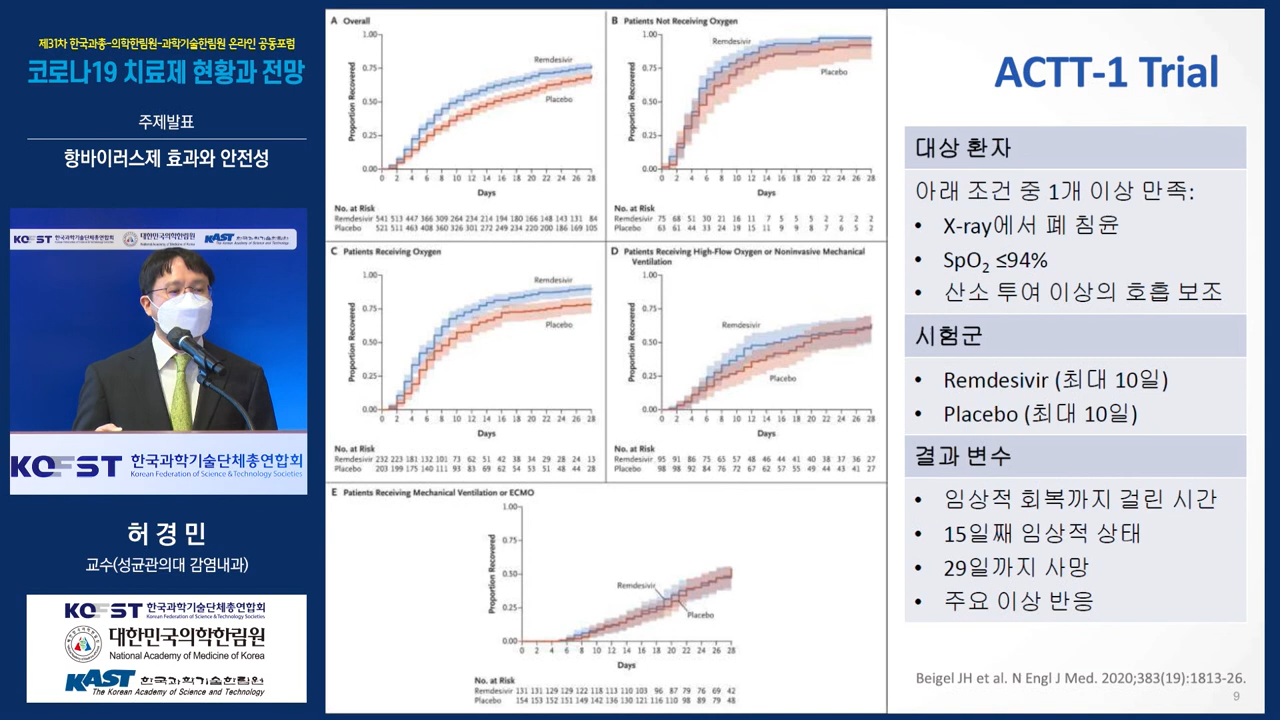 제31차 한국과총-의학한림원-과학기술한림원 온라인 공동포럼
코로나19 치료제 현황과 전망
주제발표
항바이러스제 효과와 안전성
KOFST 한국과학기술단체총연합회
대한민국의학한림원
KAST 한국과학기술한림원
KOFST 한국과학기술단체총연합회
Korean Federation of Science & Technology Societies
허경민
교수(성균관의대 감염내과)
KOFST 한국과학기술단체총연합회
Korean Federation of Science & Technology Societies
대한민국의학한림원
National Academy of Medicine of Korea
KAST 한국과학기술한림원
The Korean Academy of Science and Technology
A Overall
Proportion Recovered
1.00
0.75
0.50
0.25
0.00
Remdesivir
Placebo
0 2 4 6 8 10 12 14 16 18 20 22 24 26 28
Days
No. at Risk
Remdesivir 541 513 447 366 309 264 234 214 194 180 166 148 143 131 84
Placebo 521 511 463 408 360 326 301 272 249 234 220 200 186 169 105
B Patients Not Receiving Oxygen
Proportion Recovered
1.00
0.75
0.50
0.25
0.00
Remdesivir
Placebo
0 2 4 6 8 10 12 14 16 18 20 22 24 26 28
Days
No. at Risk
Remdesivir 75 68 51 30 21 16 11 7 5 5 5 2 2 2 2
Placebo 63 61 44 33 24 19 15 11 9 9 8 7 6 5 2
C Patients Receiving Oxygen
Proportion Recovered
1.00
0.75
0.50
0.25
0.00
Remdesivir
Placebo
0 2 4 6 8 10 12 14 16 18 20 22 24 26 28
Days
No. at Risk
Remdesivir 232 223 181 132 101 73 62 51 42 38 34 29 28 24 13
Placebo 203 199 175 140 111 93 83 69 62 54 53 51 48 44 28
D Patients Receiving High-Flow Oxygen or Noninvasive Mechanical
Ventilation
Proportion Recovered
1.00
0.75
0.50
0.25
0.00
Remdesivir
Placebo
0 2 4 6 8 10 12 14 16 18 20 22 24 26 28
Days
No. at Risk
Remdesivir 95 91 86 75 65 57 48 46 44 41 40 38 37 36 27
Placebo 98 98 92 84 76 72 67 62 57 55 49 44 43 41 27
E Patients Receiving Mechanical Ventilation or ECMO
Proportion Recovered
1.00
0.75
0.50
0.25
0.00
Remdesivir
Placebo
0 2 4 6 8 10 12 14 16 18 20 22 24 26 28
Days
No. at Risk
Remdesivir 131 131 129 129 122 118 113 110 103 96 87 79 76 69 42
Placebo 154 153 152 151 149 142 136 130 121 116 110 98 89 79 48
ACTT-1 Trial
대상 환자
아래 조건 중 1개 이상 만족:
• X-ray에서 폐 침윤
• SpO₂ ≤94%
• 산소 투여 이상의 호흡 보조
시험군
• Remdesivir (최대 10일)
• Placebo (최대 10일)
결과 변수
• 임상적 회복까지 걸린 시간
• 15일째 임상적 상태
• 29일까지 사망
• 주요 이상 반응
Beigel JH et al. N Engl J Med. 2020;383(19):1813-26.
9